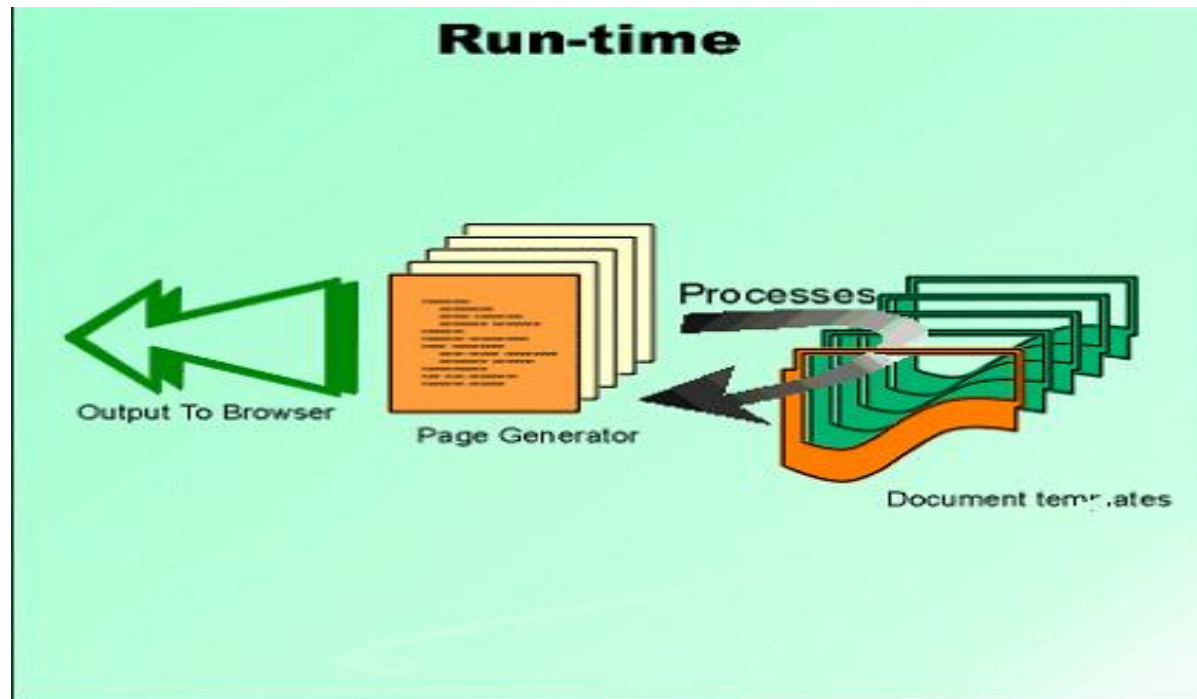 Run-time
Processes
Output To Browser
Page Generator
Document